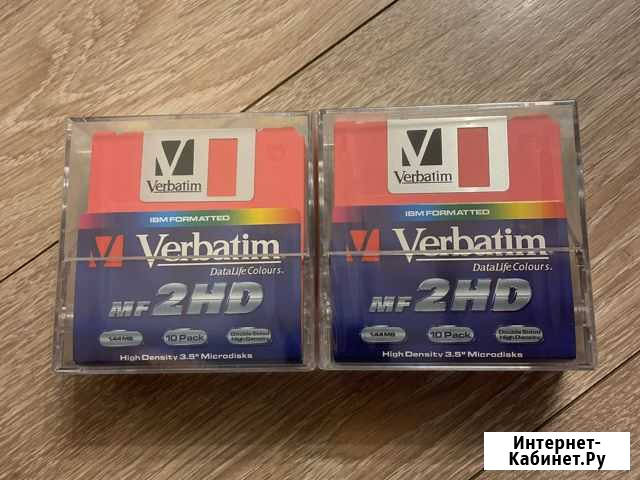 Verbatim
IBM FORMATTED
Verbatim
DataLife Colours.
MF 2HD
1.44 MB
10 Pack
Double Sided
High Density
High Density 3.5" Microdisks
Verbatim
IBM FORMATTED
Verbatim
DataLife Colours.
MF 2HD
1.44 MB
10 Pack
Double Sided
High Density
High Density 3.5" Microdisks
Интернет-
Кабинет.Ру